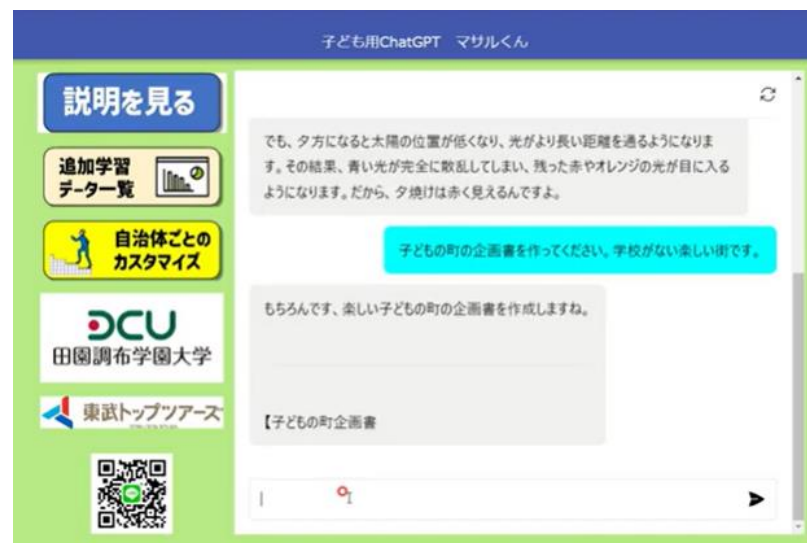 子ども用ChatGPT マサルくん
説明を見る
追加学習
データ一覧
自治体ごとの
カスタマイズ
DCU
田園調布学園大学
東武トップツアーズ
でも、夕方になると太陽の位置が低くなり、光がより長い距離を通るようになりま
す。その結果、青い光が完全に散乱してしまい、残った赤やオレンジの光が目に入る
ようになります。だから、夕焼けは赤く見えるんですよ。
子どもの町の企画書を作ってください。学校がない楽しい街です。
もちろんです、楽しい子どもの町の企画書を作成しますね。
【子どもの町企画書